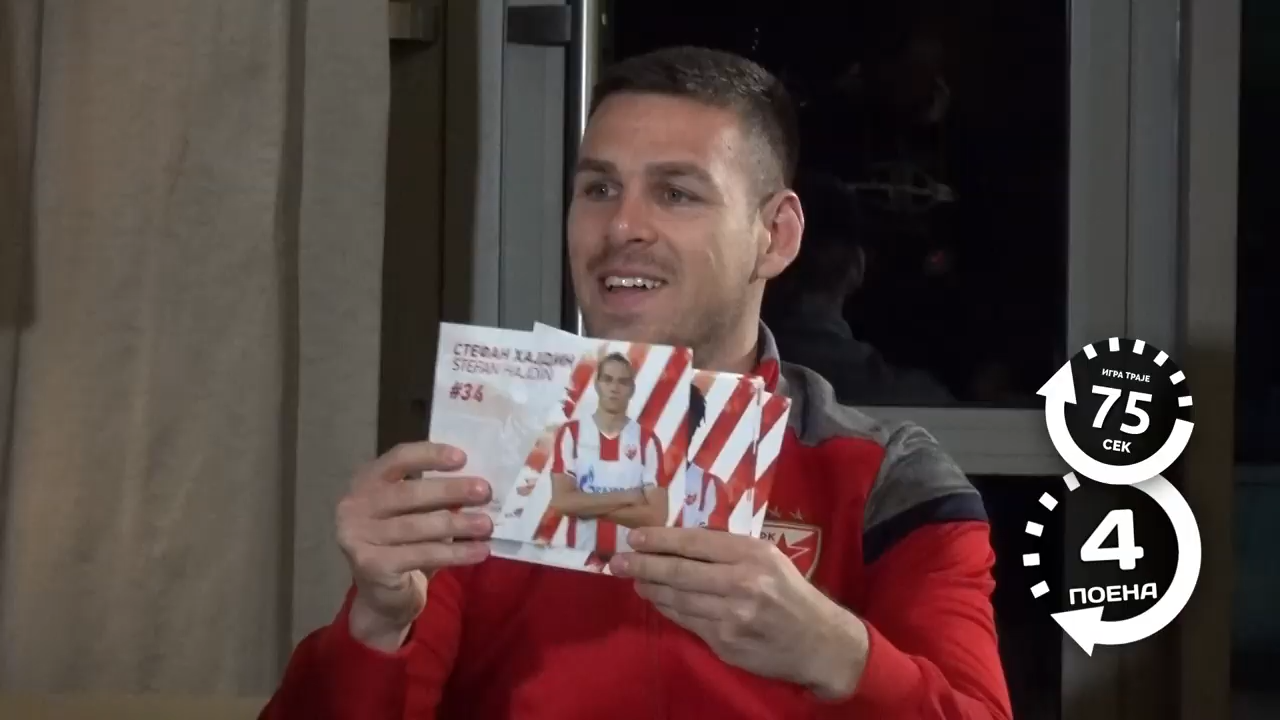 СТЕФАН ХАЈДИН
STEFAN HAJDIN
#34
ИГРА ТРАЈЕ
75
СЕК
4
ПОЕНА